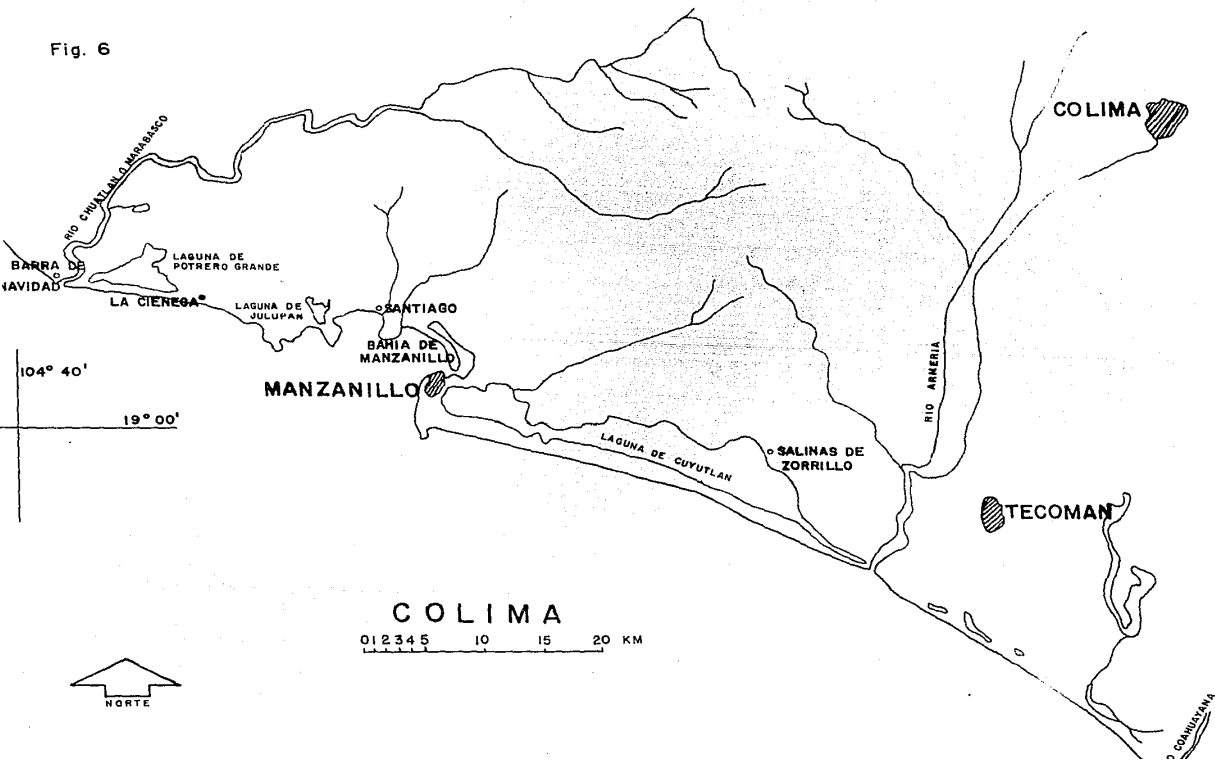 Fig. 6
COLIMA
RIO CHUATLAN O MARABASCO
BARRA DE
NAVIDAD
LAGUNA DE
POTRERO GRANDE
LA CIENEGA
LAGUNA DE
JULUPAN
SANTIAGO
BAHIA DE
MANZANILLO
MANZANILLO
104° 40'
19° 00'
RIO ARMERIA
LAGUNA DE CUYUTLAN
SALINAS DE
ZORRILLO
TECOMAN
COLIMA
0 1 2 3 4 5 10 15 20 KM
NORTE
O COAHUAYANA